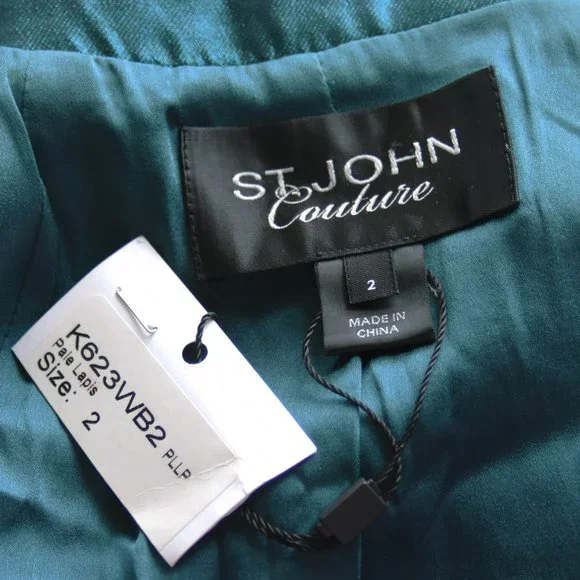 ST. JOHN
Couture
2
MADE IN
CHINA
K623WB2 PLLP
Pale Lapis
Size: 2